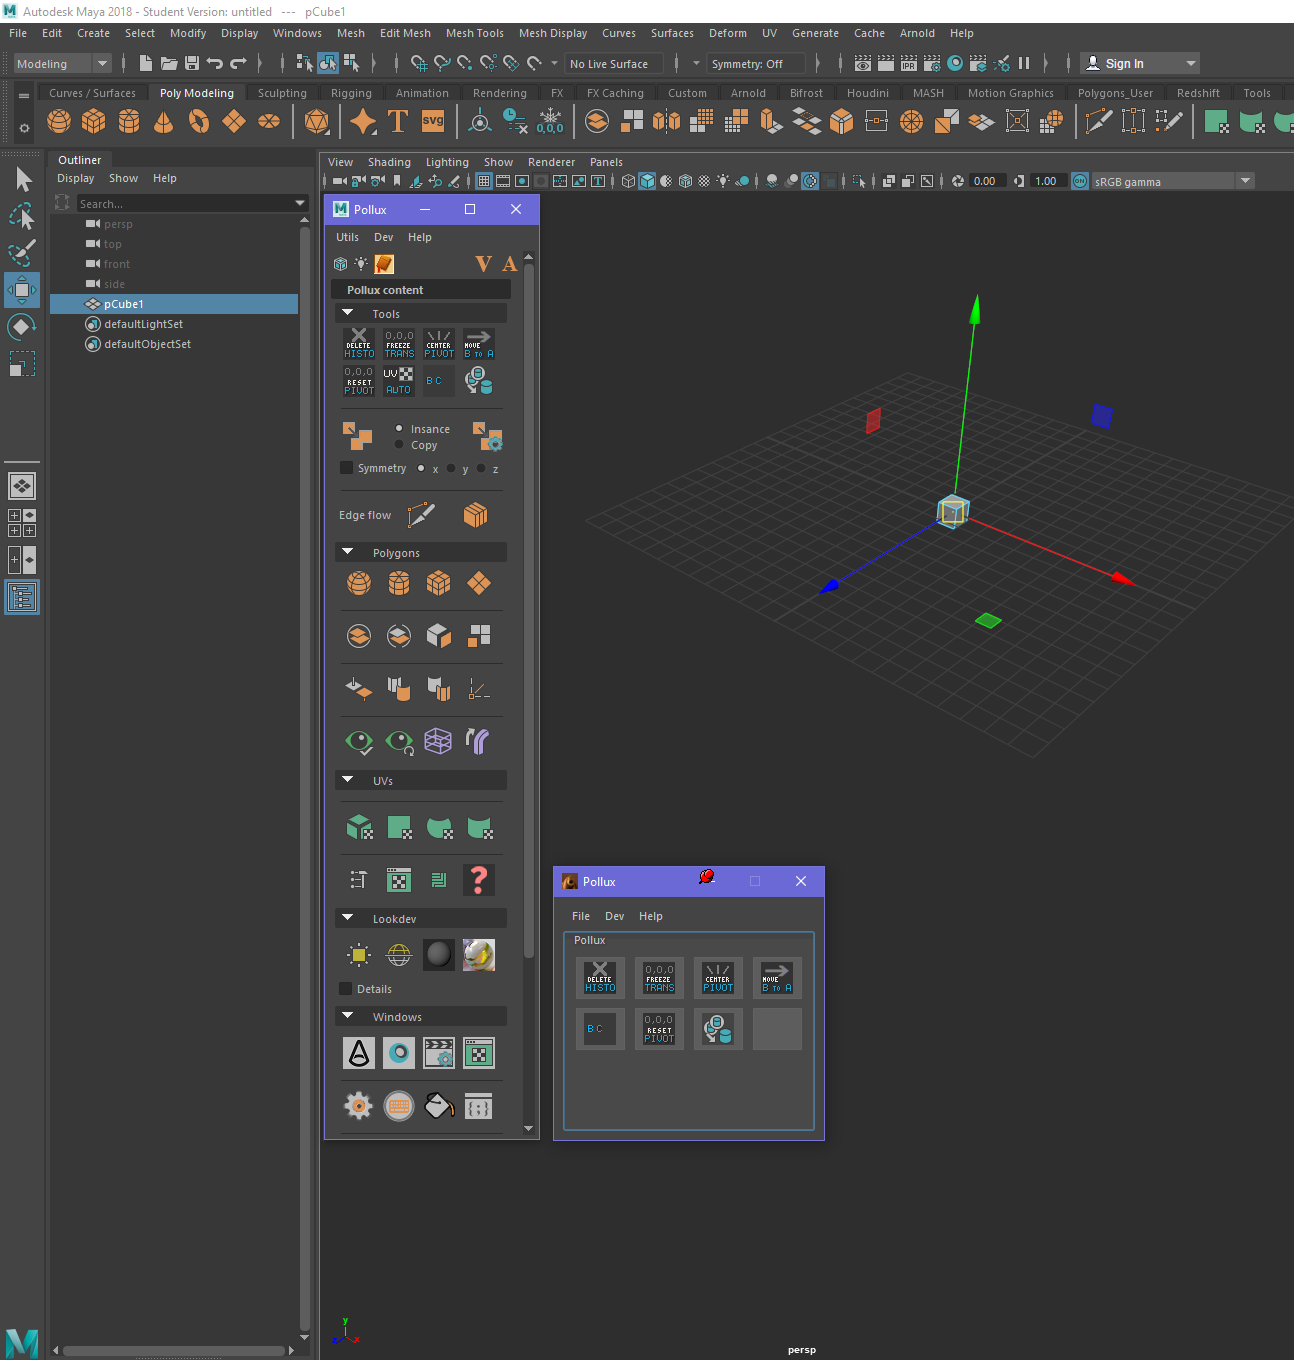 Autodesk Maya 2018 - Student Version: untitled --- pCube1
File Edit Create Select Modify Display Windows Mesh Edit Mesh Mesh Tools Mesh Display Curves Surfaces Deform UV Generate Cache Arnold Help
Modeling No Live Surface Symmetry: Off IPR Sign In
Curves / Surfaces Poly Modeling Sculpting Rigging Animation Rendering FX FX Caching Custom Arnold Bifrost Houdini MASH Motion Graphics Polygons_User Redshift Tools
T SVG 0,0,0
Outliner
Display Show Help
Search...
persp
top
front
side
pCube1
defaultLightSet
defaultObjectSet
View Shading Lighting Show Renderer Panels
0.00 1.00 ON sRGB gamma
Pollux
Utils Dev Help
V A
Pollux content
Tools
DELETE HISTO
0,0,0 FREEZE TRANS
CENTER PIVOT
MOVE B TO A
0,0,0 RESET PIVOT
UV AUTO
B C
Insance
Copy
Symmetry x y z
Edge flow
Polygons
UVs
?
Lookdev
Details
Windows
Pollux
File Dev Help
Pollux
DELETE HISTO
0,0,0 FREEZE TRANS
CENTER PIVOT
MOVE B TO A
B C
0,0,0 RESET PIVOT
y
z x
persp
M